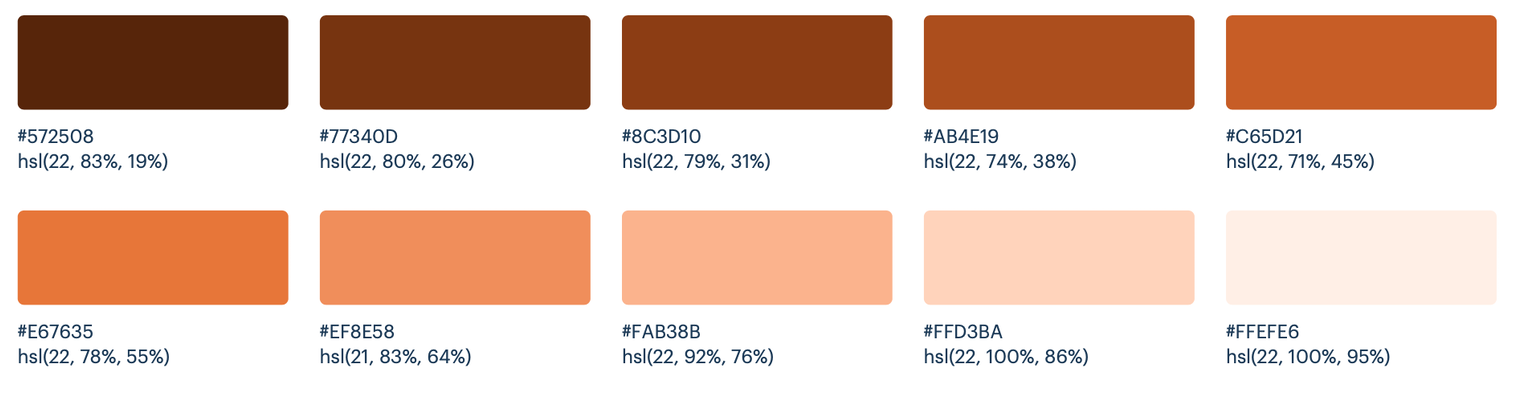 #572508
hsl(22, 83%, 19%)
#77340D
hsl(22, 80%, 26%)
#8C3D10
hsl(22, 79%, 31%)
#AB4E19
hsl(22, 74%, 38%)
#C65D21
hsl(22, 71%, 45%)
#E67635
hsl(22, 78%, 55%)
#EF8E58
hsl(21, 83%, 64%)
#FAB38B
hsl(22, 92%, 76%)
#FFD3BA
hsl(22, 100%, 86%)
#FFEFE6
hsl(22, 100%, 95%)